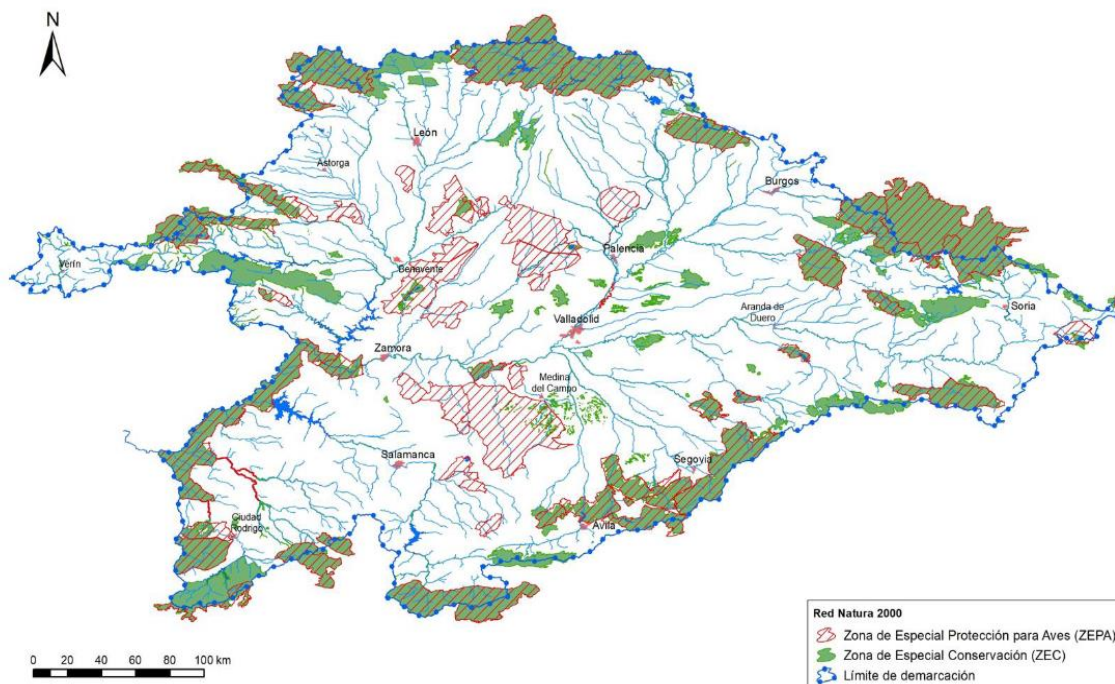 N
León
Astorga
Burgos
Verín
Benavente
Palencia
Soria
Aranda de
Duero
Valladolid
Zamora
Medina
del Campo
Salamanca
Segovia
Ciudad
Rodrigo
Ávila
Red Natura 2000
Zona de Especial Protección para Aves (ZEPA)
Zona de Especial Conservación (ZEC)
Límite de demarcación
0 20 40 60 80 100 km